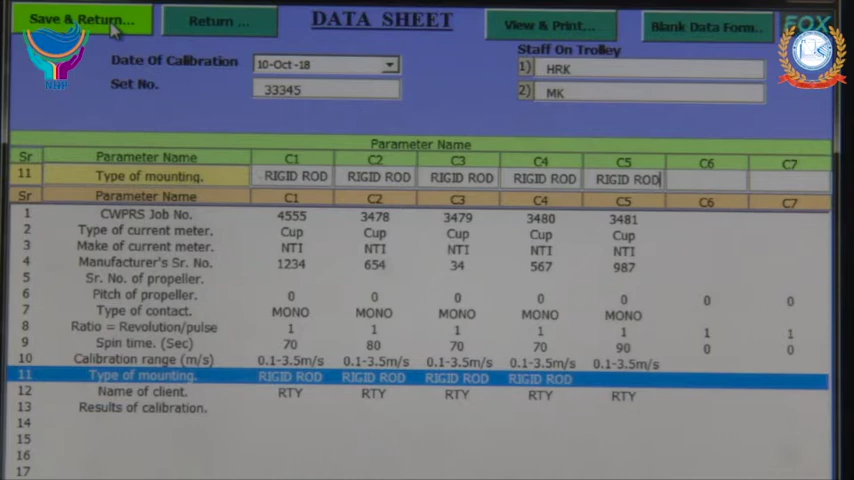 Save & Return...
Return ...
DATA SHEET
View & Print...
Blank Data Form..
FOX
NHP
Date Of Calibration
10-Oct-18
Set No.
33345
Staff On Trolley
1) HRK
2) MK
Parameter Name
Sr Parameter Name C1 C2 C3 C4 C5 C6 C7
11 Type of mounting. RIGID ROD RIGID ROD RIGID ROD RIGID ROD RIGID ROD
Sr Parameter Name C1 C2 C3 C4 C5 C6 C7
1 CWPRS Job No. 4555 3478 3479 3480 3481
2 Type of current meter. Cup Cup Cup Cup Cup
3 Make of current meter. NTI NTI NTI NTI NTI
4 Manufacturer's Sr. No. 1234 654 34 567 987
5 Sr. No. of propeller.
6 Pitch of propeller. 0 0 0 0 0 0 0
7 Type of contact. MONO MONO MONO MONO MONO
8 Ratio = Revolution/pulse 1 1 1 1 1 1 1
9 Spin time. (Sec) 70 80 70 70 90 0 0
10 Calibration range (m/s) 0.1-3.5m/s 0.1-3.5m/s 0.1-3.5m/s 0.1-3.5m/s 0.1-3.5m/s
11 Type of mounting. RIGID ROD RIGID ROD RIGID ROD RIGID ROD
12 Name of client. RTY RTY RTY RTY RTY
13 Results of calibration.
14
15
16
17